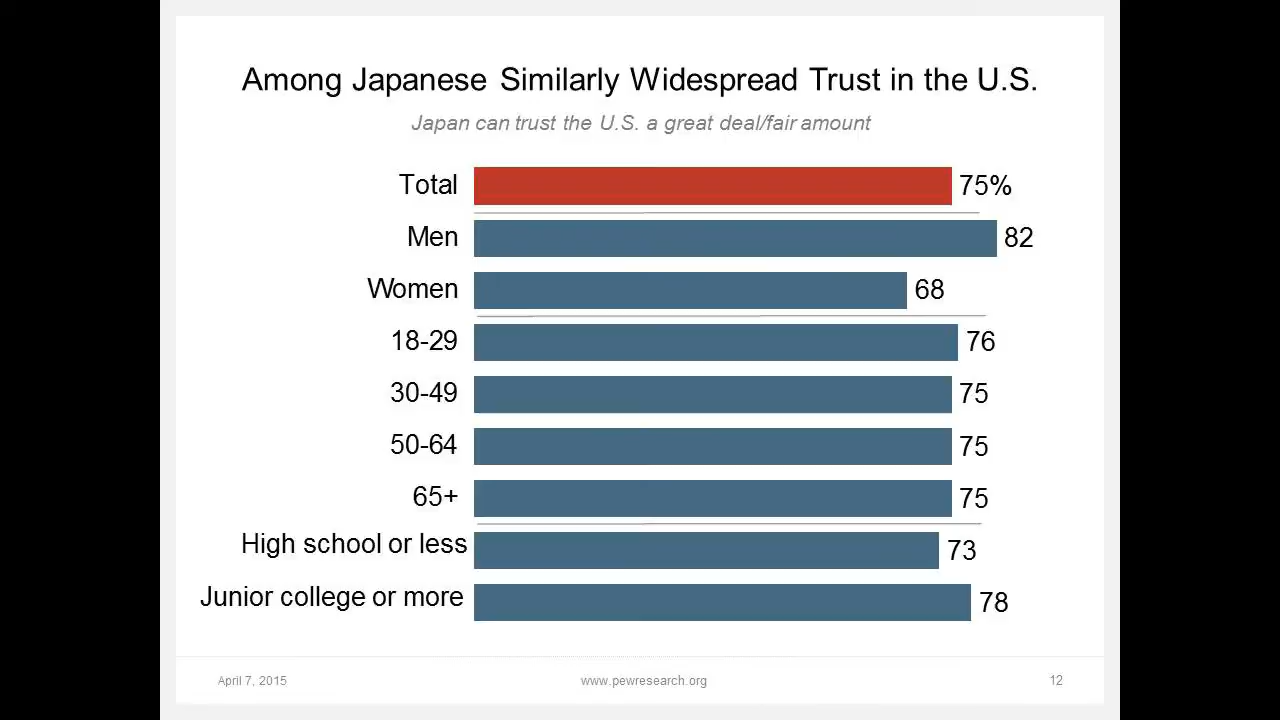 Among Japanese Similarly Widespread Trust in the U.S.
Japan can trust the U.S. a great deal/fair amount
Total 75%
Men 82
Women 68
18-29 76
30-49 75
50-64 75
65+ 75
High school or less 73
Junior college or more 78
April 7, 2015 www.pewresearch.org 12